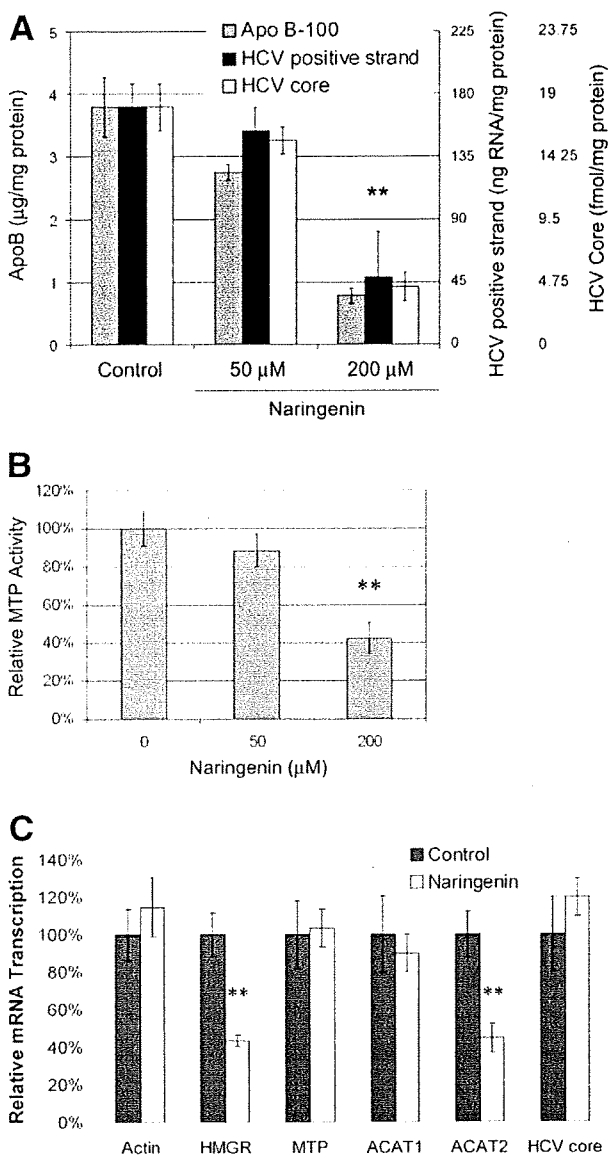 A
Apo B-100
HCV positive strand
HCV core
ApoB (µg/mg protein)
5
4
3
2
1
0
**
225
180
135
90
45
0
HCV positive strand (ng RNA/mg protein)
23.75
19
14.25
9.5
4.75
0
HCV Core (fmol/mg protein)
Control
50 µM
200 µM
Naringenin
B
Relative MTP Activity
120%
100%
80%
60%
40%
20%
0%
**
0
50
200
Naringenin (µM)
C
Control
Naringenin
Relative mRNA Transcription
140%
120%
100%
80%
60%
40%
20%
0%
**
**
Actin
HMGR
MTP
ACAT1
ACAT2
HCV core